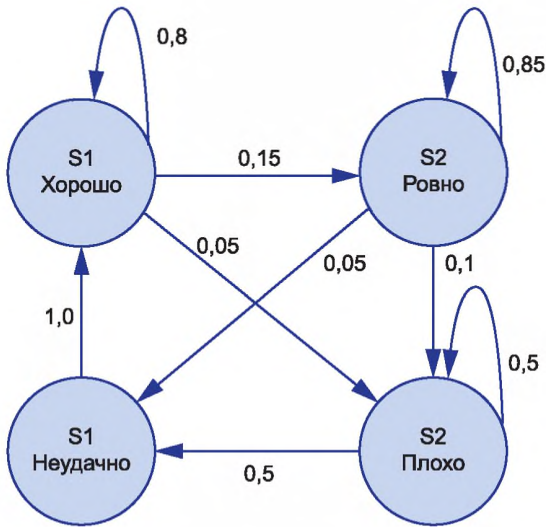 0,8
0,85
S1
Хорошо
0,15
S2
Ровно
0,05
0,05
0,1
1,0
0,5
S1
Неудачно
0,5
S2
Плохо